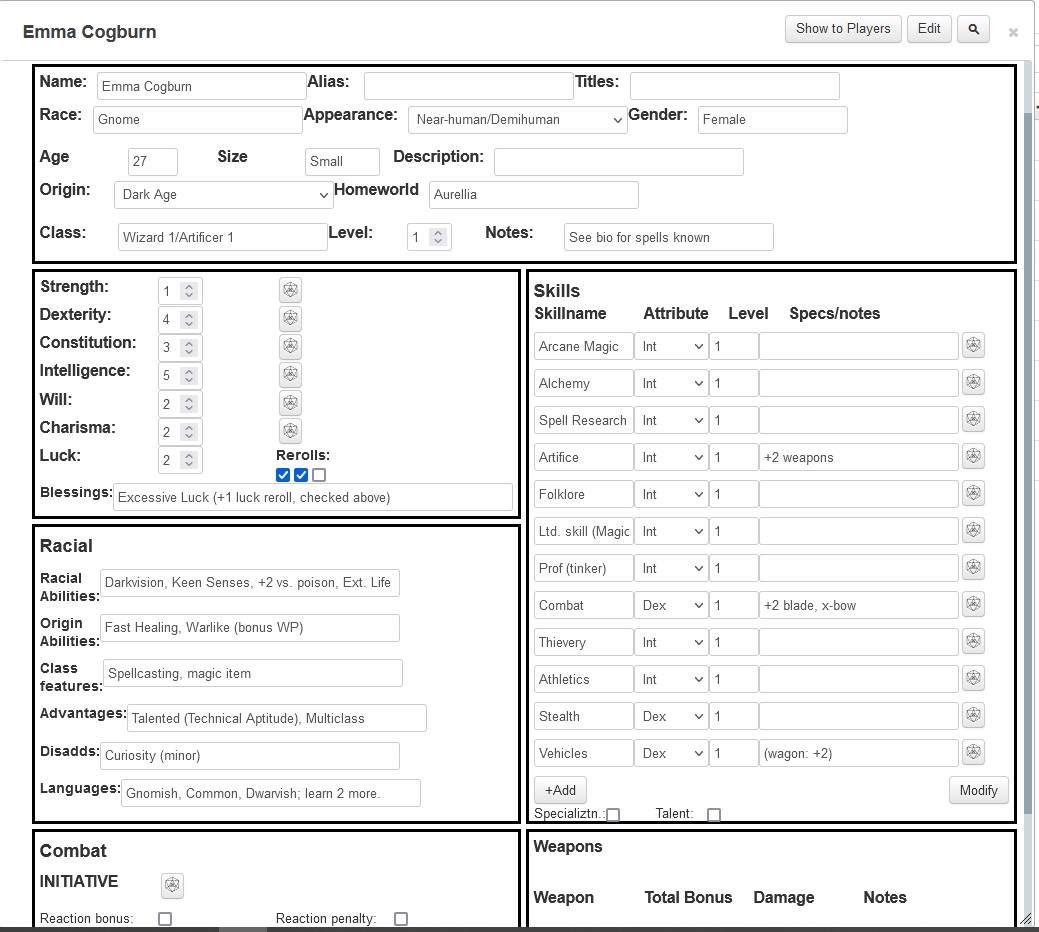 Emma Cogburn Show to Players Edit
Name: Emma Cogburn Alias: Titles:
Race: Gnome Appearance: Near-human/Demihuman Gender: Female
Age 27 Size Small Description:
Origin: Dark Age Homeworld Aurellia
Class: Wizard 1/Artificer 1 Level: 1 Notes: See bio for spells known
Strength: 1
Dexterity: 4
Constitution: 3
Intelligence: 5
Will: 2
Charisma: 2
Luck: 2 Rerolls:
Blessings: Excessive Luck (+1 luck reroll, checked above)
Skills
Skillname Attribute Level Specs/notes
Arcane Magic Int 1
Alchemy Int 1
Spell Research Int 1
Artifice Int 1 +2 weapons
Folklore Int 1
Ltd. skill (Magic Int 1
Prof (tinker) Int 1
Combat Dex 1 +2 blade, x-bow
Thievery Int 1
Athletics Int 1
Stealth Dex 1
Vehicles Dex 1 (wagon: +2)
+Add Modify
Specializtn.: Talent:
Racial
Racial
Abilities: Darkvision, Keen Senses, +2 vs. poison, Ext. Life
Origin
Abilities: Fast Healing, Warlike (bonus WP)
Class
features: Spellcasting, magic item
Advantages: Talented (Technical Aptitude), Multiclass
Disadds: Curiosity (minor)
Languages: Gnomish, Common, Dwarvish; learn 2 more.
Combat
INITIATIVE
Reaction bonus: Reaction penalty:
Weapons
Weapon Total Bonus Damage Notes